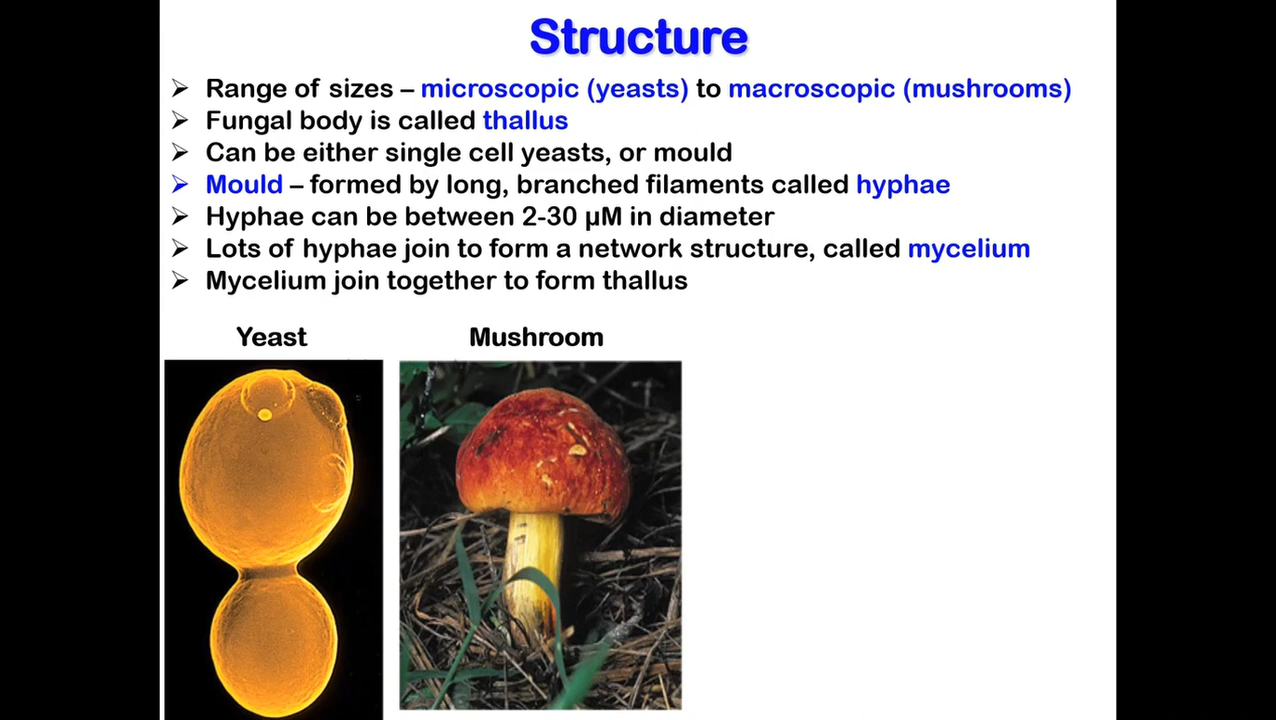 Structure
➢ Range of sizes – microscopic (yeasts) to macroscopic (mushrooms)
➢ Fungal body is called thallus
➢ Can be either single cell yeasts, or mould
➢ Mould – formed by long, branched filaments called hyphae
➢ Hyphae can be between 2-30 µM in diameter
➢ Lots of hyphae join to form a network structure, called mycelium
➢ Mycelium join together to form thallus
Yeast Mushroom